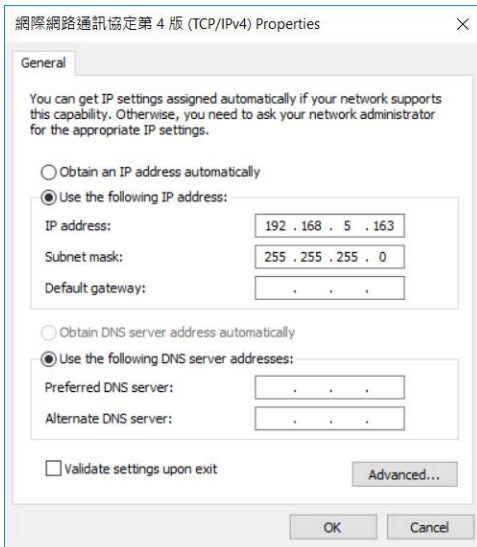 網際網路通訊協定第 4 版 (TCP/IPv4) Properties
General
You can get IP settings assigned automatically if your network supports
this capability. Otherwise, you need to ask your network administrator
for the appropriate IP settings.
Obtain an IP address automatically
Use the following IP address:
IP address: 192 . 168 . 5 . 163
Subnet mask: 255 . 255 . 255 . 0
Default gateway: . . .
Obtain DNS server address automatically
Use the following DNS server addresses:
Preferred DNS server: . . .
Alternate DNS server: . . .
Validate settings upon exit
Advanced...
OK Cancel